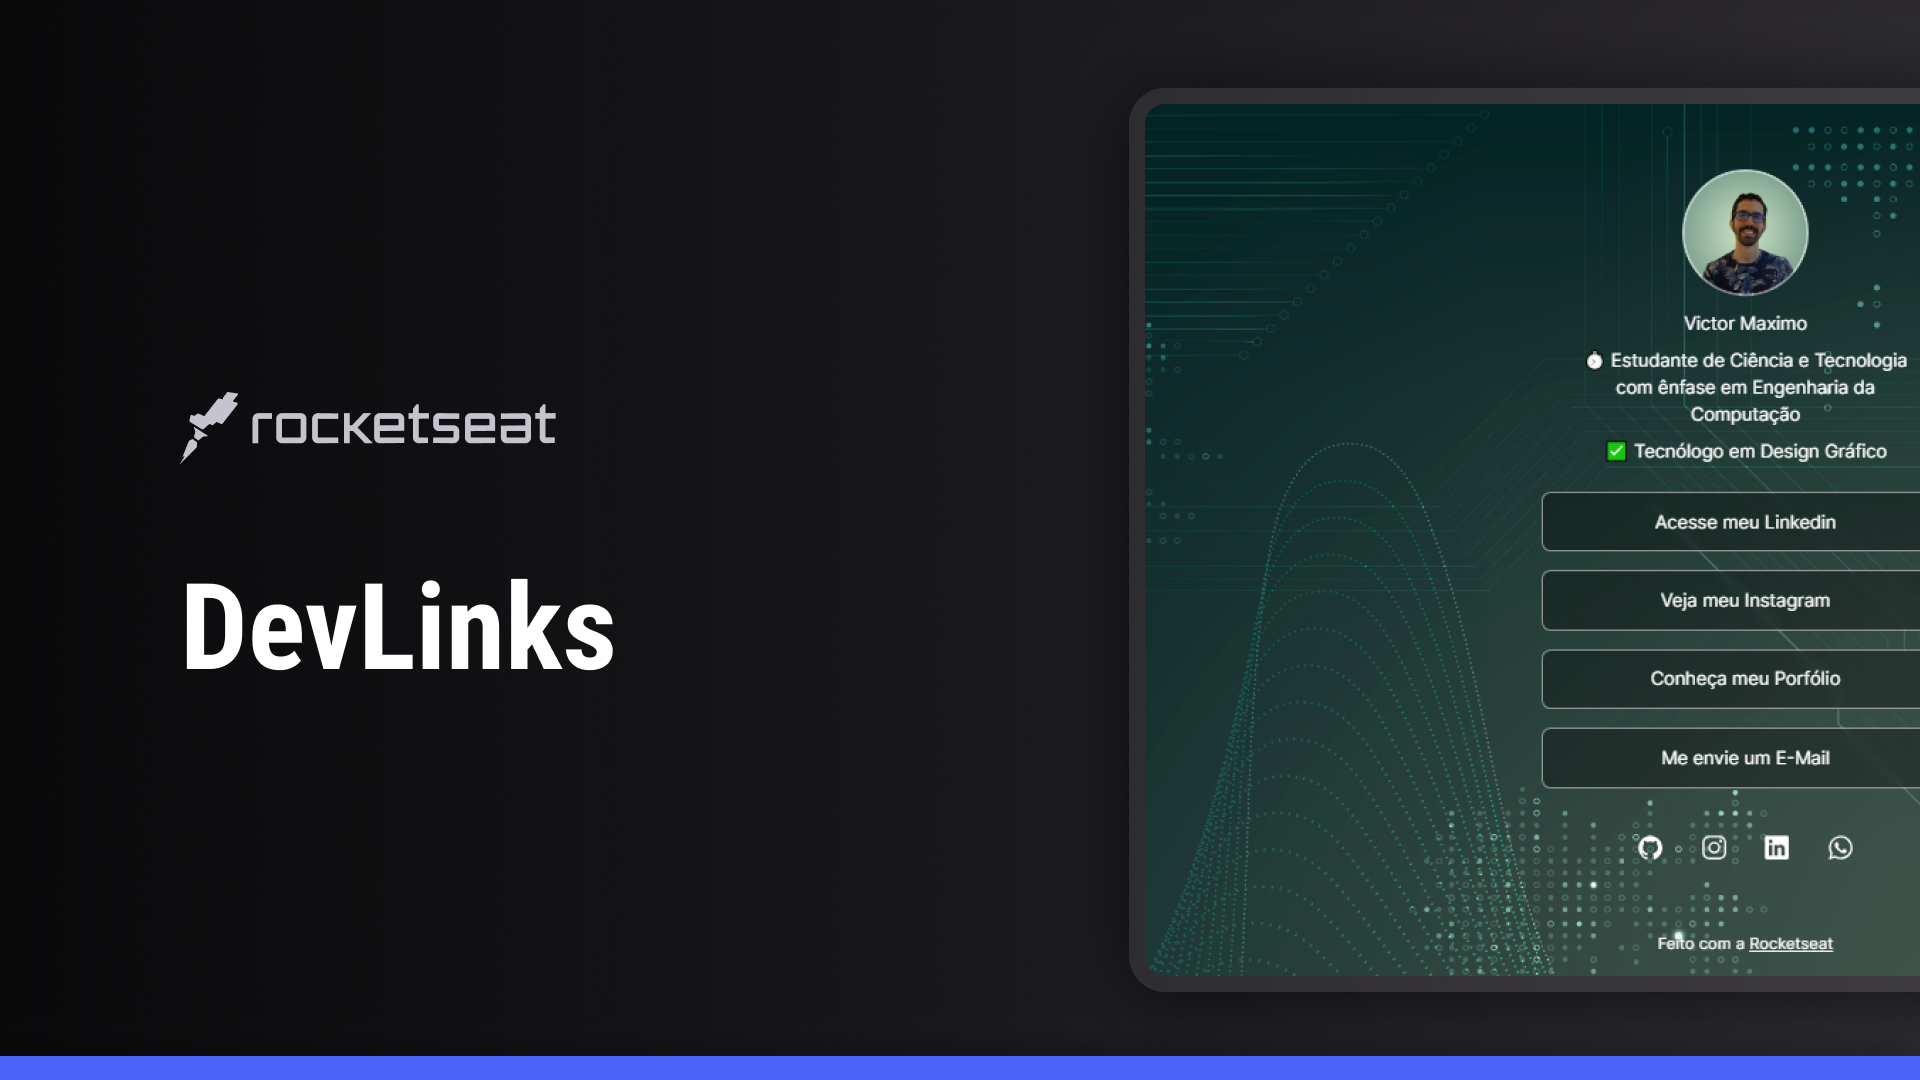 rocketseat
DevLinks
Victor Maximo
Estudante de Ciência e Tecnologia
com ênfase em Engenharia da
Computação
Tecnólogo em Design Gráfico
Acesse meu Linkedin
Veja meu Instagram
Conheça meu Porfólio
Me envie um E-Mail
Feito com a Rocketseat